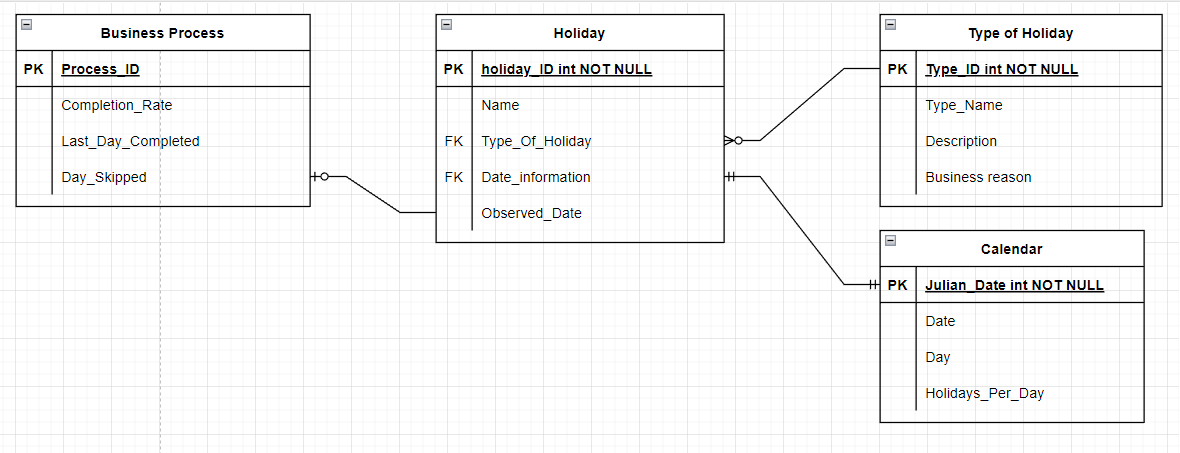 Business Process
PK Process_ID
Completion_Rate
Last_Day_Completed
Day_Skipped
Holiday
PK holiday_ID int NOT NULL
Name
FK Type_Of_Holiday
FK Date_information
Observed_Date
Type of Holiday
PK Type_ID int NOT NULL
Type_Name
Description
Business reason
Calendar
PK Julian_Date int NOT NULL
Date
Day
Holidays_Per_Day